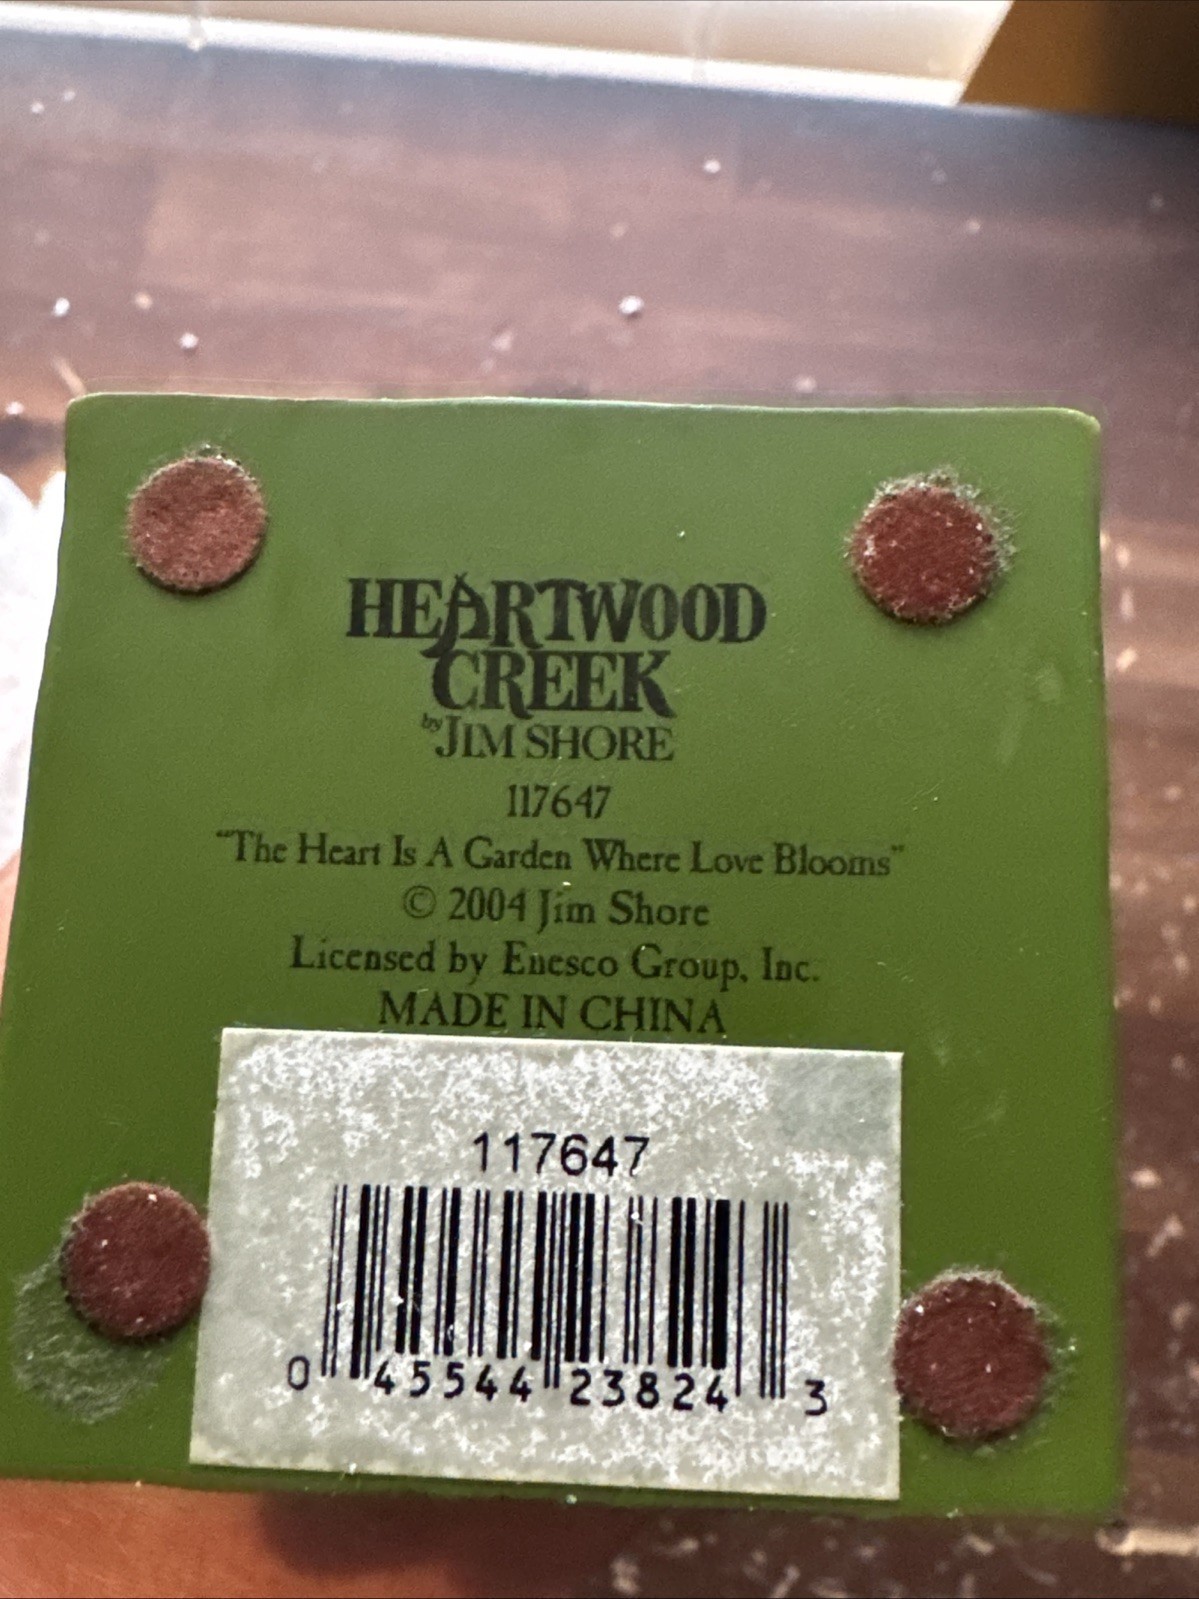 HEARTWOOD
CREEK
by JIM SHORE
117647
“The Heart Is A Garden Where Love Blooms”
© 2004 Jim Shore
Licensed by Enesco Group, Inc.
MADE IN CHINA
117647
0 45544 23824 3